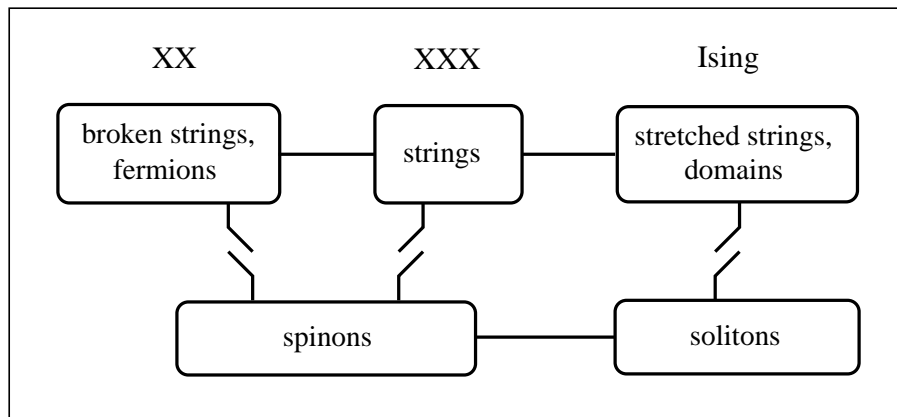 XX
XXX
Ising
broken strings,
fermions
strings
stretched strings,
domains
spinons
solitons